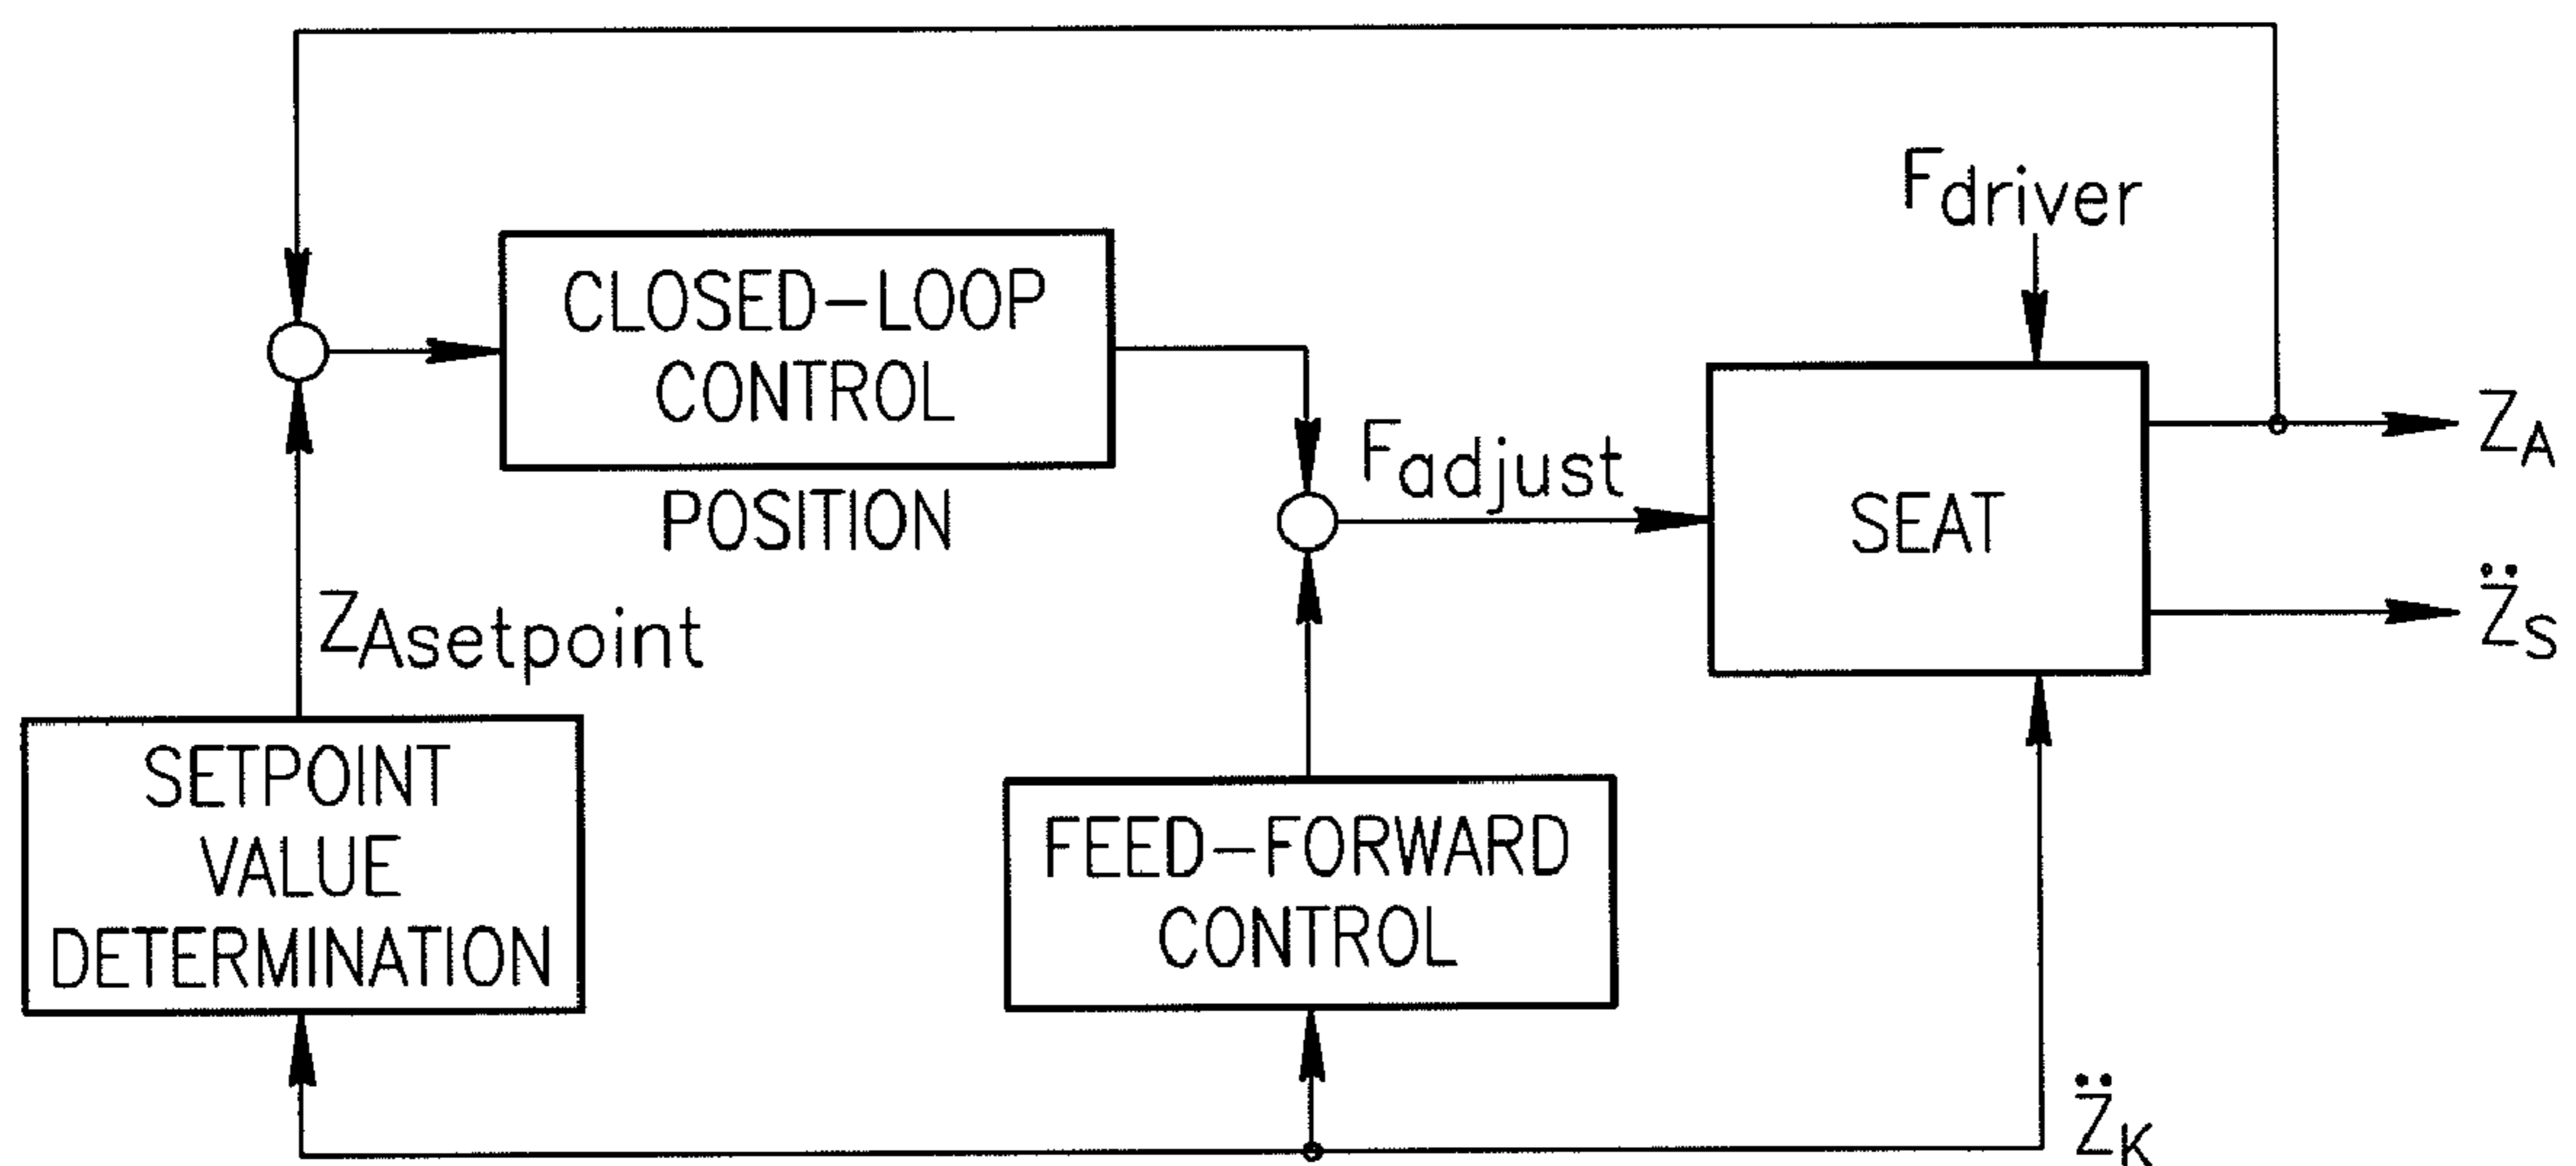 Fdriver
CLOSED-LOOP
CONTROL
POSITION
Fadjust
SEAT
ZA
Z̈S
ZAsetpoint
SETPOINT
VALUE
DETERMINATION
FEED-FORWARD
CONTROL
Z̈K